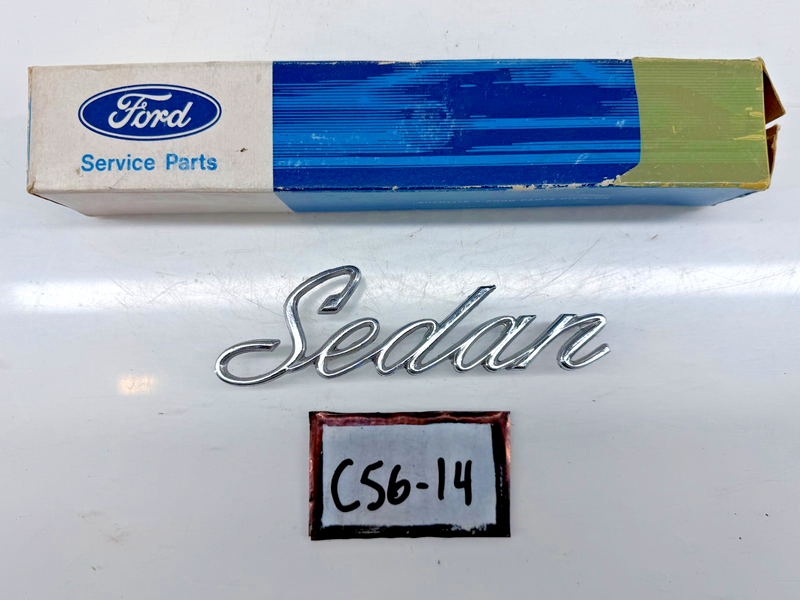 Ford
Service Parts
Sedan
C56-14